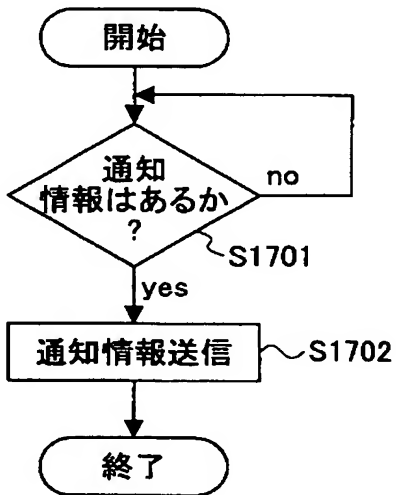 開始
通知
情報はあるか
?
no
S1701
yes
通知情報送信
S1702
終了